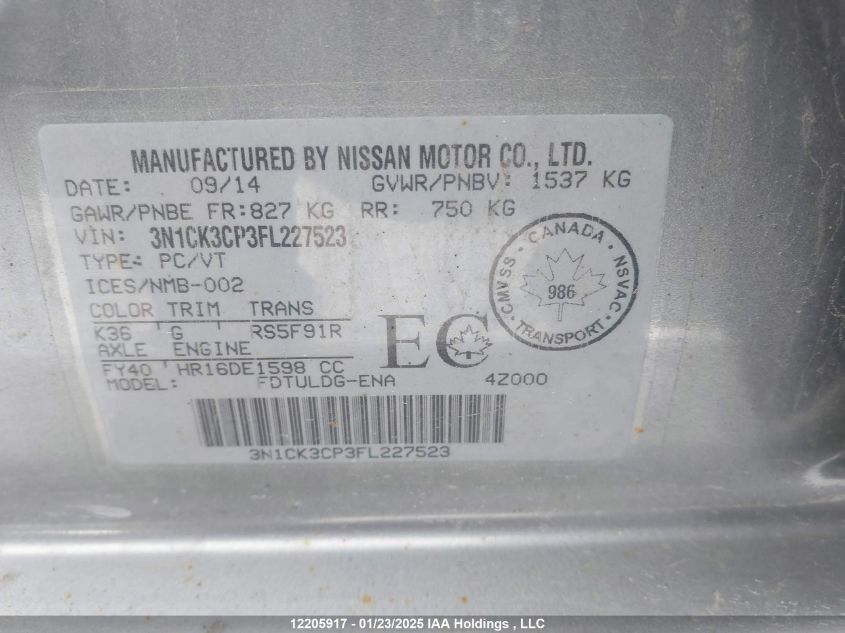 MANUFACTURED BY NISSAN MOTOR CO., LTD.
DATE: 09/14 GVWR/PNBV: 1537 KG
GAWR/PNBE FR:827 KG RR: 750 KG
VIN: 3N1CK3CP3FL227523
TYPE: PC/VT
ICES/NMB-002
COLOR TRIM TRANS
K36 G RS5F91R
AXLE ENGINE
FY40 HR16DE1598 CC
MODEL: FDTULDG-ENA 4Z000
EC
CANADA
CMVSS NSVAC
986
TRANSPORT
3N1CK3CP3FL227523
12205917 - 01/23/2025 IAA Holdings , LLC